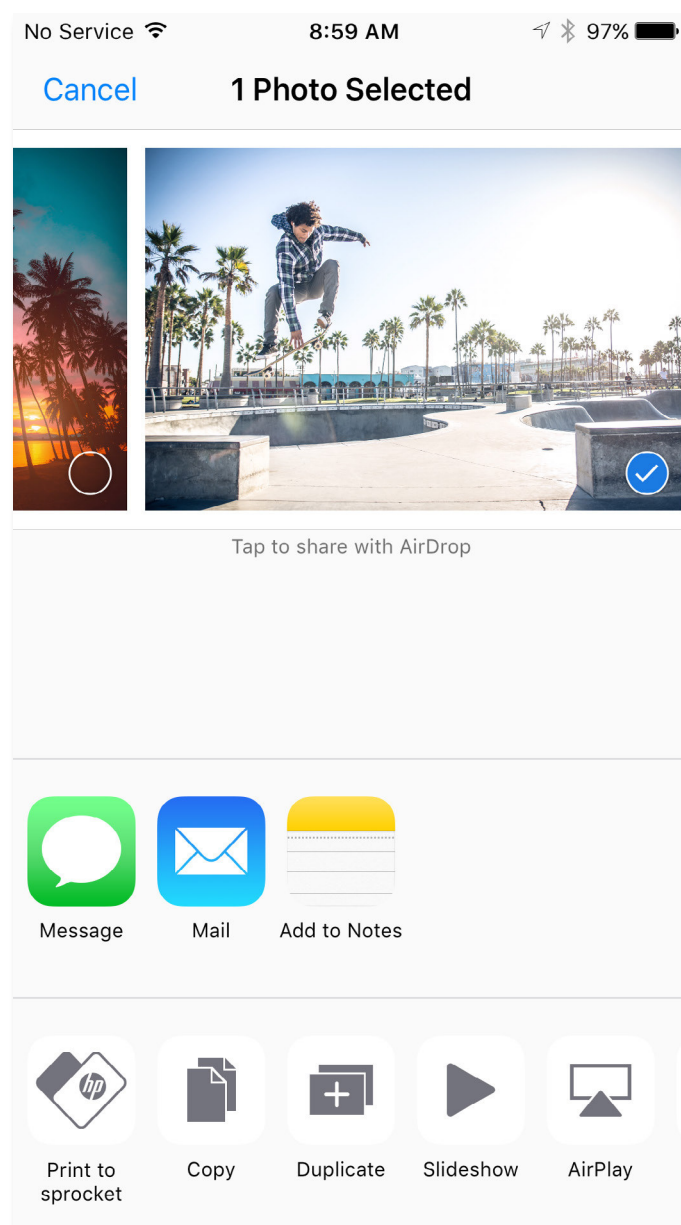 No Service 8:59 AM 97%
Cancel 1 Photo Selected
Tap to share with AirDrop
Message Mail Add to Notes
hp
Print to Copy Duplicate Slideshow AirPlay
sprocket